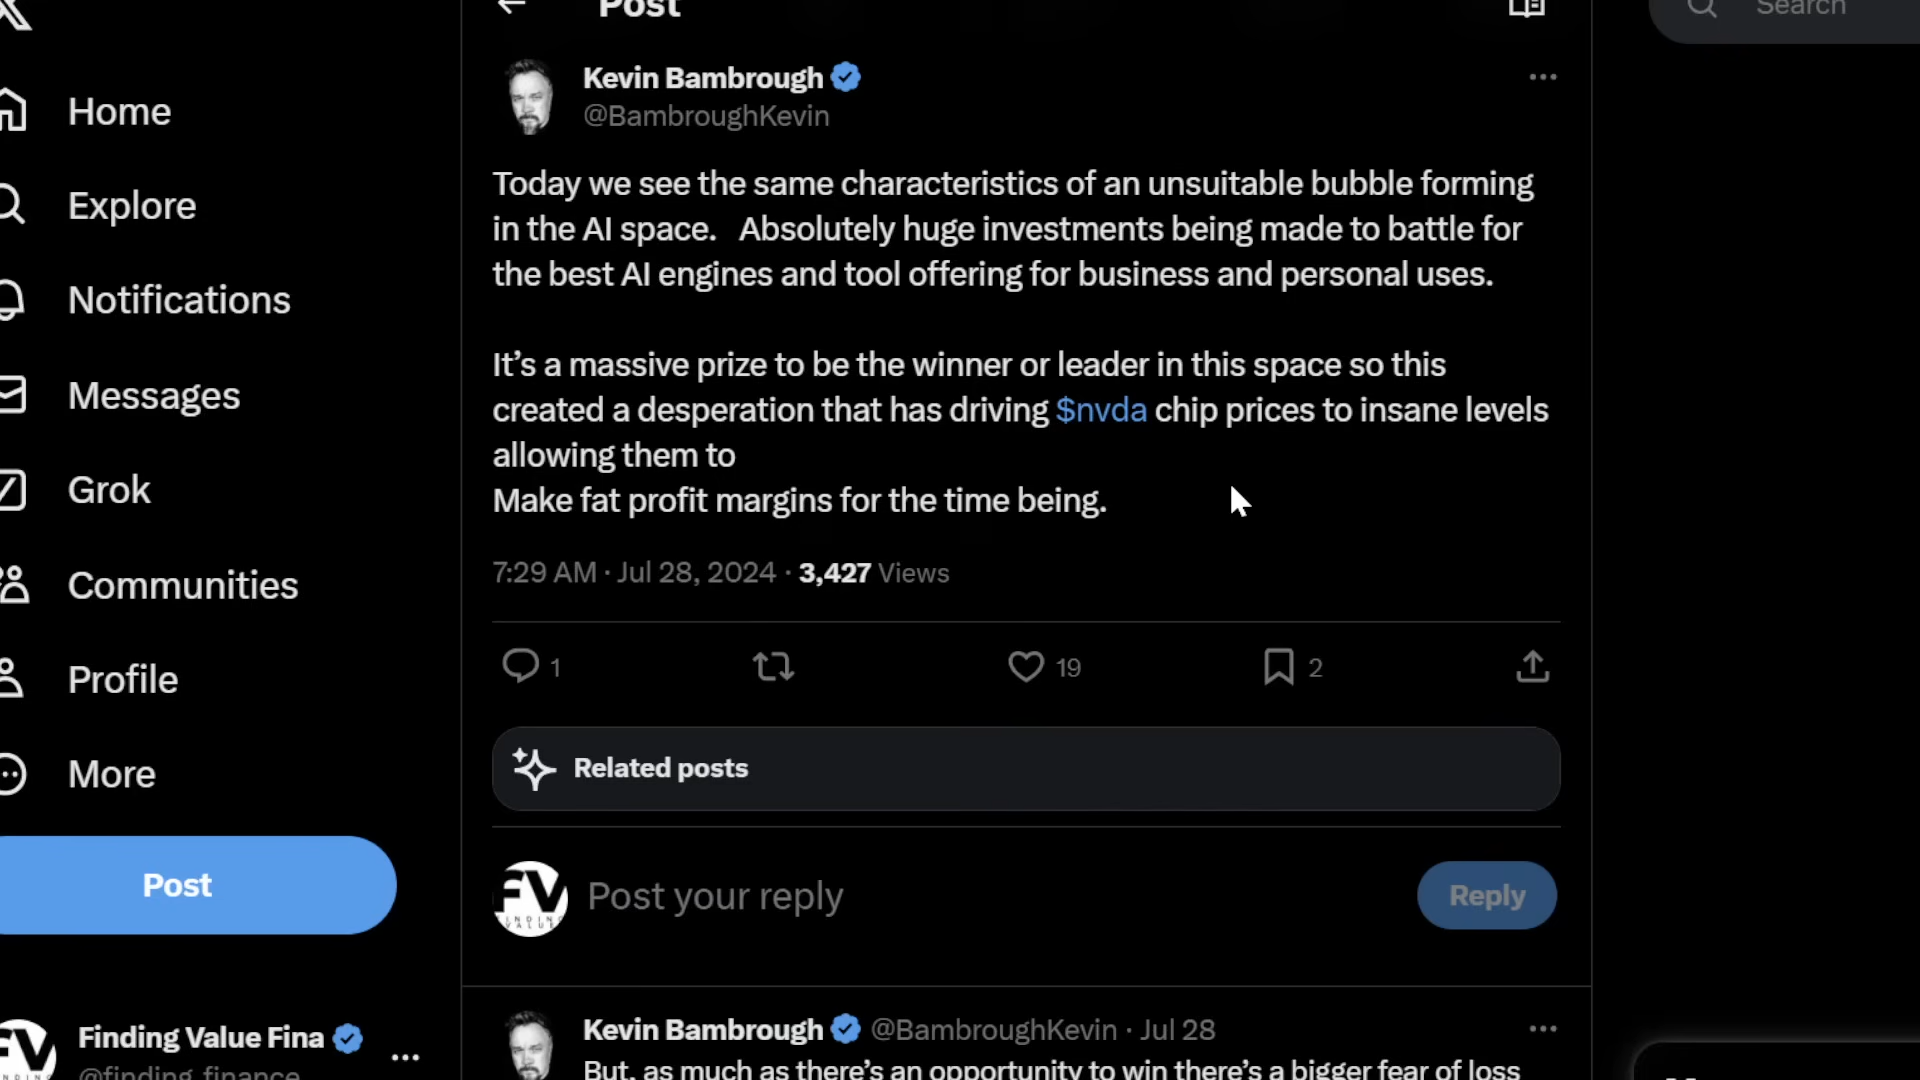 Post
Search
Home
Explore
Notifications
Messages
Grok
Communities
Profile
More
Post
Finding Value Fina
@finding_finance
Kevin Bambrough
@BambroughKevin
Today we see the same characteristics of an unsuitable bubble forming
in the AI space.   Absolutely huge investments being made to battle for
the best AI engines and tool offering for business and personal uses.
It’s a massive prize to be the winner or leader in this space so this
created a desperation that has driving $nvda chip prices to insane levels
allowing them to
Make fat profit margins for the time being.
7:29 AM · Jul 28, 2024 · 3,427 Views
1
19
2
Related posts
FV
FINDING
VALUE
Post your reply
Reply
Kevin Bambrough @BambroughKevin · Jul 28
But, as much as there’s an opportunity to win there’s a bigger fear of loss